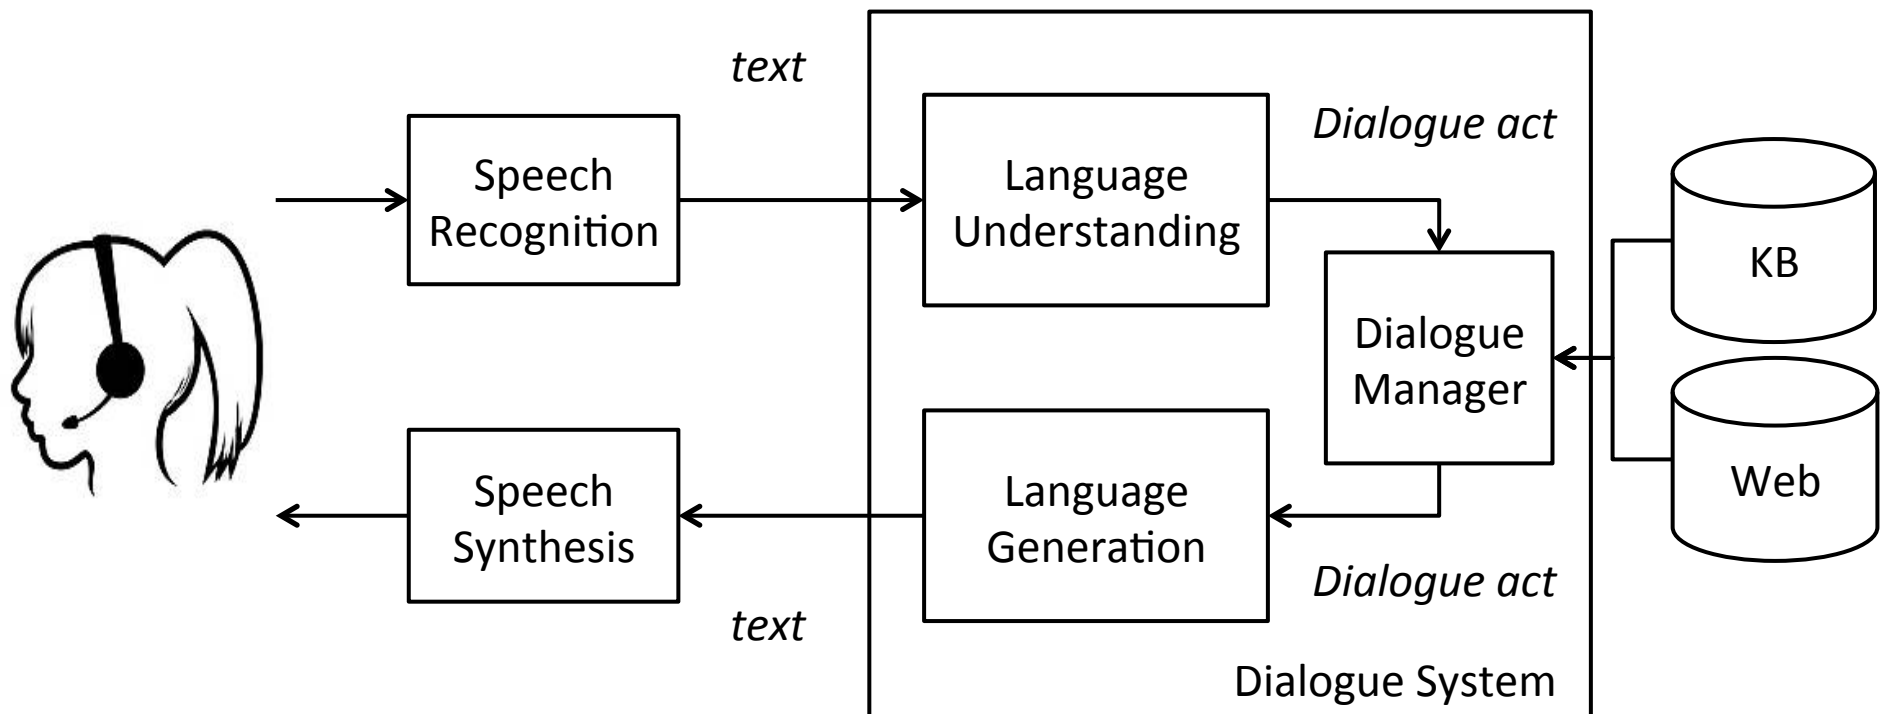 text
Speech
Recognition
Language
Understanding
Dialogue act
KB
Dialogue
Manager
Web
Speech
Synthesis
Language
Generation
Dialogue act
text
Dialogue System